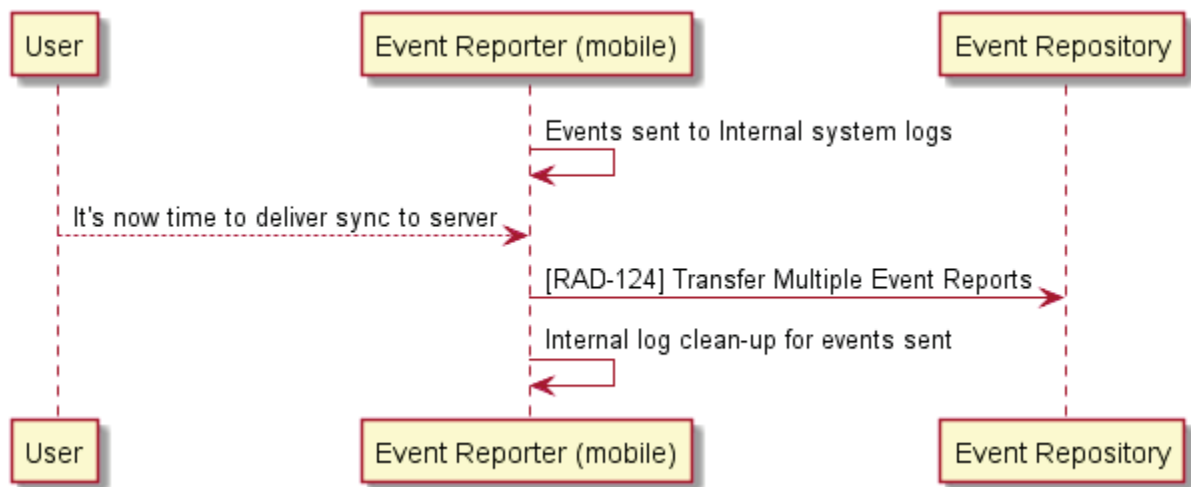 User
Event Reporter (mobile)
Event Repository
Events sent to Internal system logs
It's now time to deliver sync to server
[RAD-124] Transfer Multiple Event Reports
Internal log clean-up for events sent
User
Event Reporter (mobile)
Event Repository